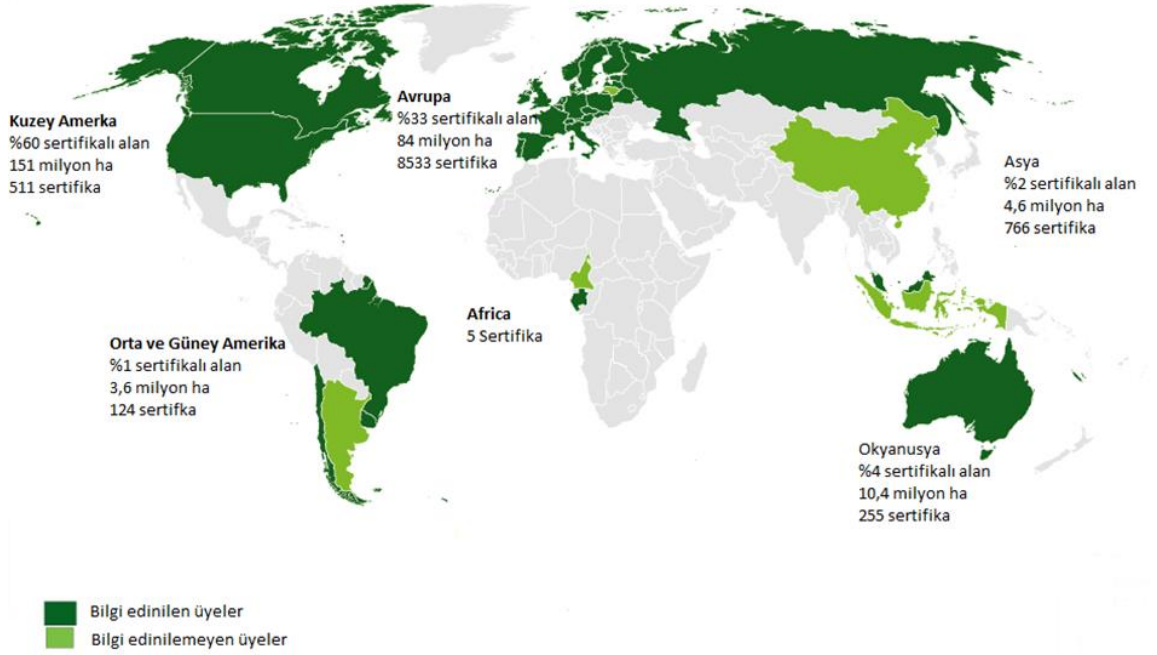 Kuzey Amerka
%60 sertifikalı alan
151 milyon ha
511 sertifika
Avrupa
%33 sertifikalı alan
84 milyon ha
8533 sertifika
Asya
%2 sertifikalı alan
4,6 milyon ha
766 sertifika
Africa
5 Sertifika
Orta ve Güney Amerika
%1 sertifikalı alan
3,6 milyon ha
124 sertifka
Okyanusya
%4 sertifikalı alan
10,4 milyon ha
255 sertifika
Bilgi edinilen üyeler
Bilgi edinilemeyen üyeler